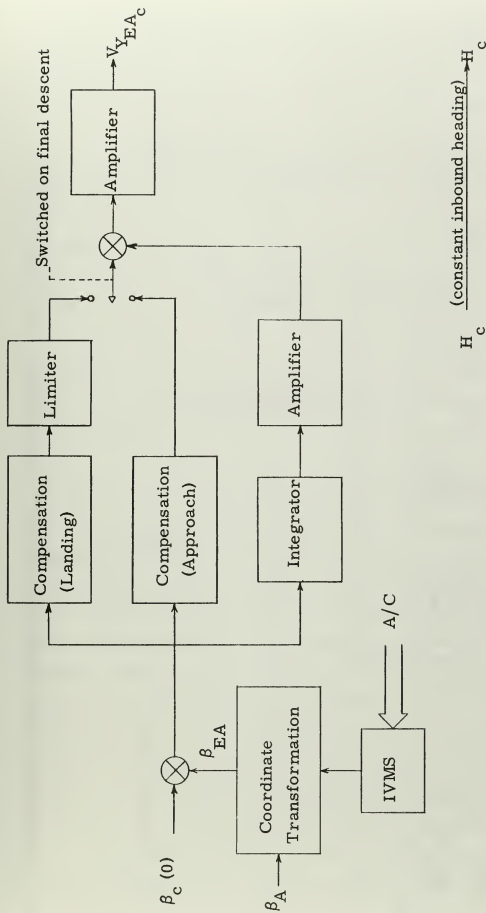 Switched on final descent
Compensation
(Landing)
Limiter
Amplifier
V_Y_EA_c
Compensation
(Approach)
β_c (0)
β_EA
Integrator
Amplifier
β_A
Coordinate
Transformation
IVMS
A/C
H_c (constant inbound heading) H_c